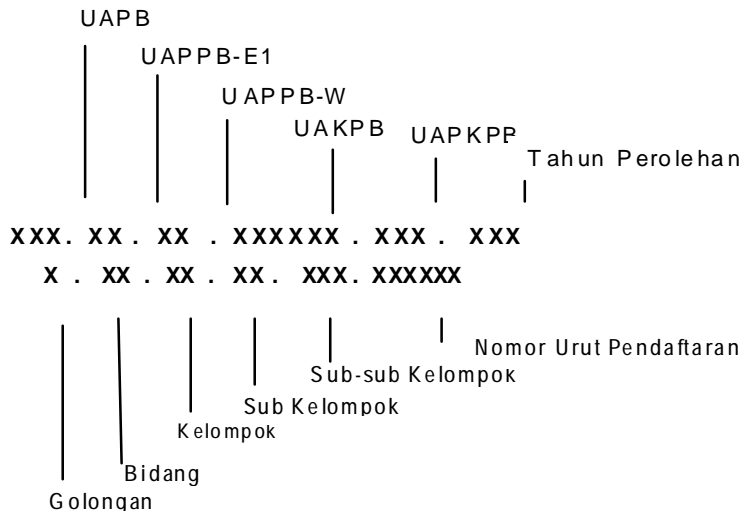 UAPB
UAPPB-E1
UAPPB-W
UAKPB
UAPKPB
Tahun Perolehan
XXX. XX . XX . XXXXXX . XXX . XXX
X . XX . XX . XX. XXX. XXXXXX
Nomor Urut Pendaftaran
Sub-sub Kelompok
Sub Kelompok
Kelompok
Bidang
Golongan